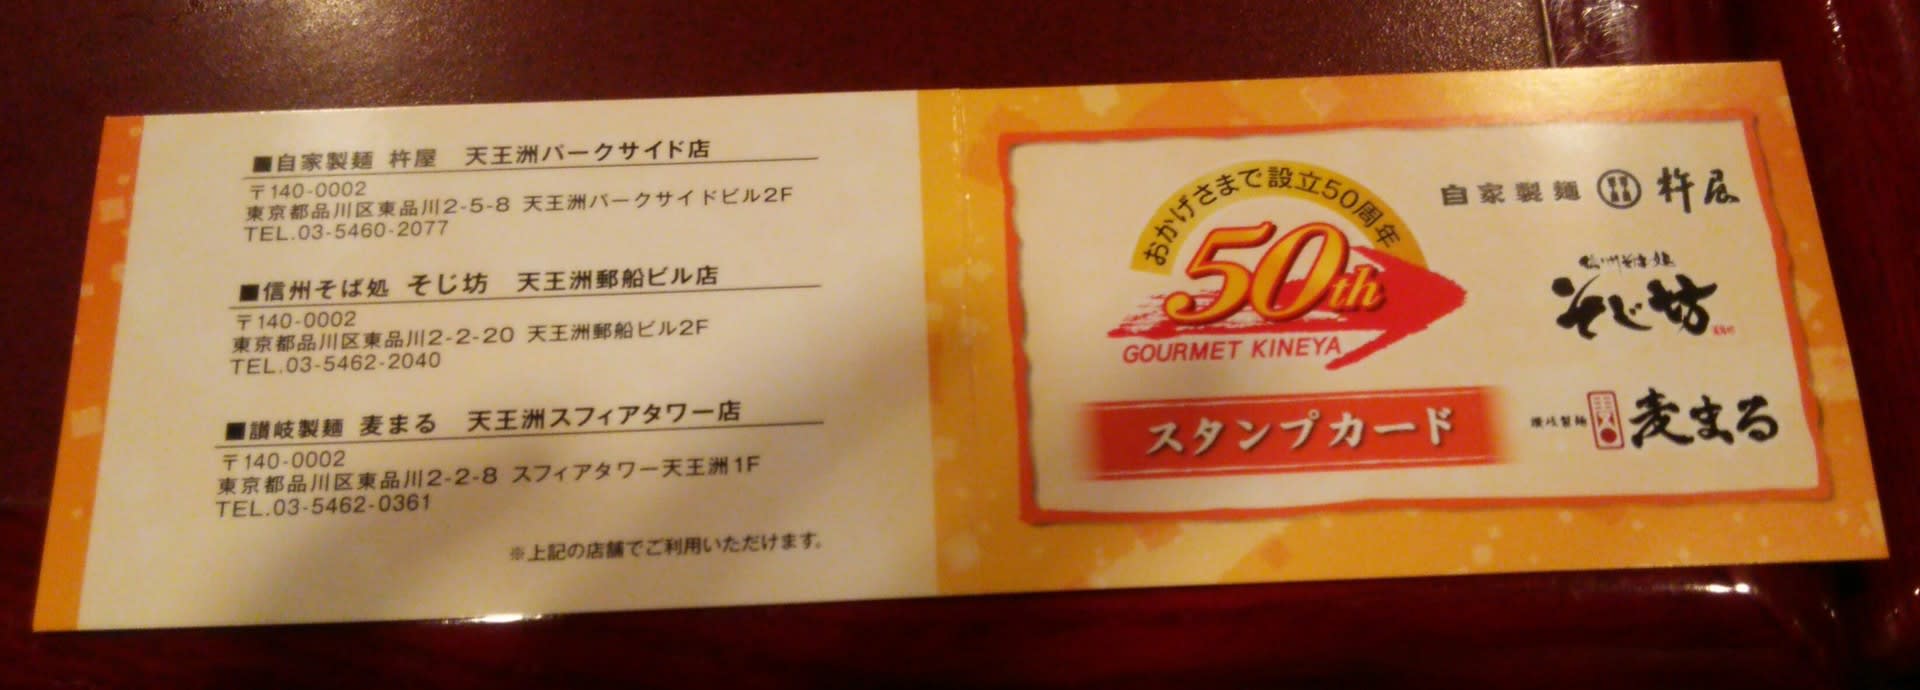 ■自家製麺 杵屋 天王洲パークサイド店
〒140-0002
東京都品川区東品川2-5-8 天王洲パークサイドビル2F
TEL.03-5460-2077
■信州そば処 そじ坊 天王洲郵船ビル店
〒140-0002
東京都品川区東品川2-2-20 天王洲郵船ビル2F
TEL.03-5462-2040
■讃岐製麺 麦まる 天王洲スフィアタワー店
〒140-0002
東京都品川区東品川2-2-8 スフィアタワー天王洲1F
TEL.03-5462-0361
※上記の店舗でご利用いただけます。
おかげさまで設立50周年
50th
GOURMET KINEYA
スタンプカード
自家製麺 杵屋
信州そば処
そじ坊
讃岐製麺 麦まる